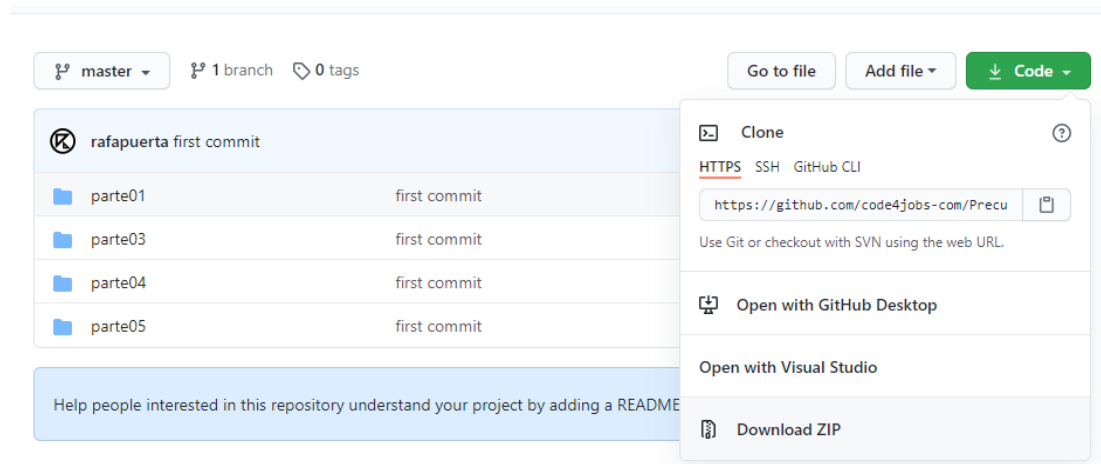 master 1 branch 0 tags Go to file Add file Code
rafapuerta first commit
parte01 first commit
parte03 first commit
parte04 first commit
parte05 first commit
Help people interested in this repository understand your project by adding a README
Clone
HTTPS SSH GitHub CLI
https://github.com/code4jobs-com/Precu
Use Git or checkout with SVN using the web URL.
Open with GitHub Desktop
Open with Visual Studio
Download ZIP